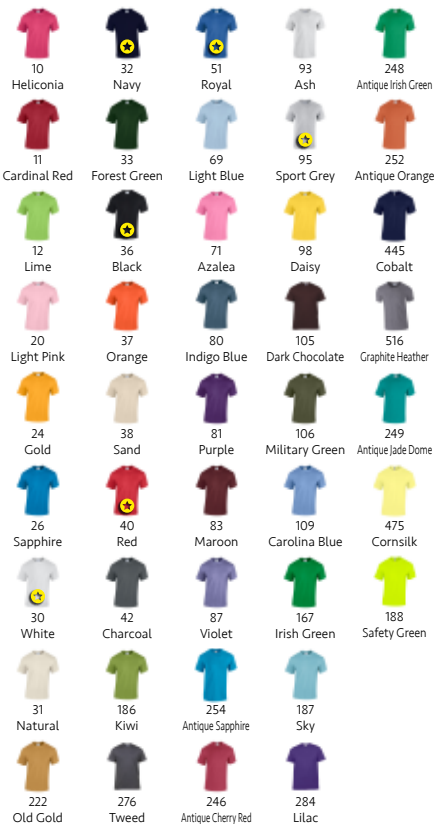 10 32 51 93 248
Heliconia Navy Royal Ash Antique Irish Green
11 33 69 95 252
Cardinal Red Forest Green Light Blue Sport Grey Antique Orange
12 36 71 98 445
Lime Black Azalea Daisy Cobalt
20 37 80 105 516
Light Pink Orange Indigo Blue Dark Chocolate Graphite Heather
24 38 81 106 249
Gold Sand Purple Military Green Antique Jade Dome
26 40 83 109 475
Sapphire Red Maroon Carolina Blue Cornsilk
30 42 87 167 188
White Charcoal Violet Irish Green Safety Green
31 186 254 187
Natural Kiwi Antique Sapphire Sky
222 276 246 284
Old Gold Tweed Antique Cherry Red Lilac